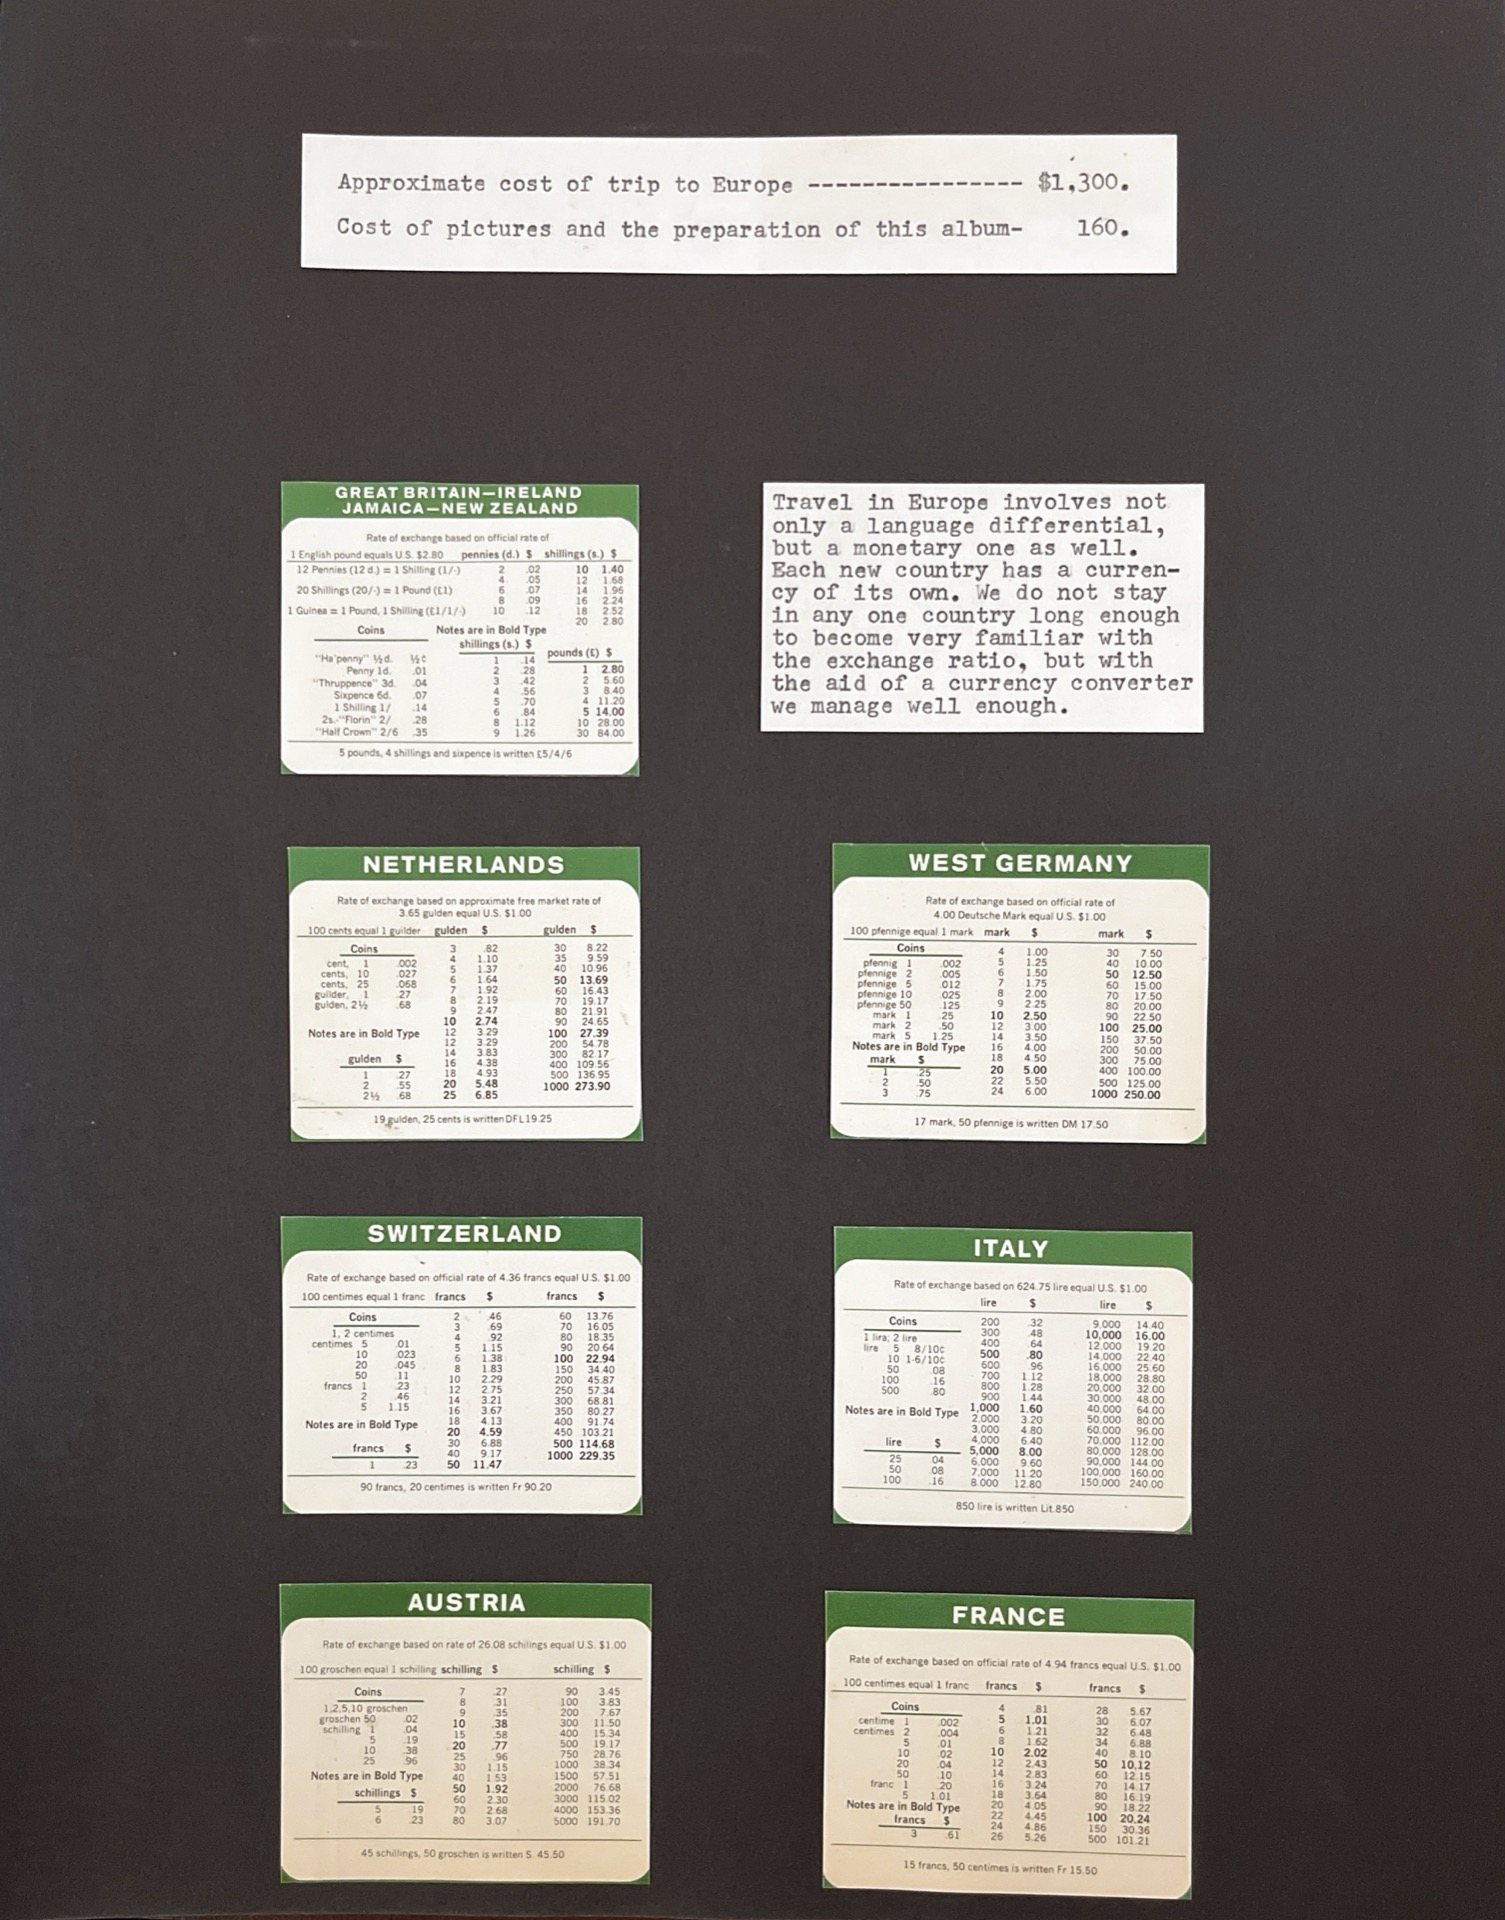 Approximate cost of trip to Europe ---------------- $1,300.
Cost of pictures and the preparation of this album- 160.
GREAT BRITAIN—IRELAND
JAMAICA—NEW ZEALAND
Rate of exchange based on official rate of
1 English pound equals U.S. $2.80 pennies (d.) $ shillings (s.) $
12 Pennies (12 d.) = 1 Shilling (1/-) 2 .02 10 1.40
4 .05 12 1.68
20 Shillings (20/-) = 1 Pound (£1) 6 .07 14 1.96
8 .09 16 2.24
1 Guinea = 1 Pound, 1 Shilling (£1/1/-) 10 .12 18 2.52
20 2.80
Coins Notes are in Bold Type
shillings (s.) $ pounds (£) $
"Ha'penny" ½d. ½¢ 1 .14 1 2.80
Penny 1d. .01 2 .28 2 5.60
"Thruppence" 3d. .04 3 .42 3 8.40
Sixpence 6d. .07 4 .56 4 11.20
1 Shilling 1/ .14 5 .70 5 14.00
2s.-"Florin" 2/ .28 6 .84 10 28.00
"Half Crown" 2/6 .35 8 1.12 30 84.00
9 1.26
5 pounds, 4 shillings and sixpence is written £5/4/6
Travel in Europe involves not
only a language differential,
but a monetary one as well.
Each new country has a curren-
cy of its own. We do not stay
in any one country long enough
to become very familiar with
the exchange ratio, but with
the aid of a currency converter
we manage well enough.
NETHERLANDS
Rate of exchange based on approximate free market rate of
3.65 gulden equal U.S. $1.00
100 cents equal 1 guilder gulden $ gulden $
Coins 3 .82 30 8.22
cent, 1 .002 4 1.10 35 9.59
cents, 10 .027 5 1.37 40 10.96
cents, 25 .068 6 1.64 50 13.69
guilder, 1 .27 7 1.92 60 16.43
gulden, 2½ .68 8 2.19 70 19.17
9 2.47 80 21.91
10 2.74 90 24.65
Notes are in Bold Type 12 3.29 100 27.39
12 3.29 200 54.78
gulden $ 14 3.83 300 82.17
16 4.38 400 109.56
1 .27 18 4.93 500 136.95
2 .55 20 5.48 1000 273.90
2½ .68 25 6.85
19 gulden, 25 cents is written DFL 19.25
WEST GERMANY
Rate of exchange based on official rate of
4.00 Deutsche Mark equal U.S. $1.00
100 pfennige equal 1 mark mark $ mark $
Coins 4 1.00 30 7.50
pfennig 1 .002 5 1.25 40 10.00
pfennige 2 .005 6 1.50 50 12.50
pfennige 5 .012 7 1.75 60 15.00
pfennige 10 .025 8 2.00 70 17.50
pfennige 50 .125 9 2.25 80 20.00
mark 1 .25 10 2.50 90 22.50
mark 2 .50 12 3.00 100 25.00
mark 5 1.25 14 3.50 150 37.50
Notes are in Bold Type 16 4.00 200 50.00
mark $ 18 4.50 300 75.00
1 .25 20 5.00 400 100.00
2 .50 22 5.50 500 125.00
3 .75 24 6.00 1000 250.00
17 mark, 50 pfennige is written DM 17.50
SWITZERLAND
Rate of exchange based on official rate of 4.36 francs equal U.S. $1.00
100 centimes equal 1 franc francs $ francs $
Coins 2 .46 60 13.76
1, 2 centimes 3 .69 70 16.05
centimes 5 .01 4 .92 80 18.35
10 .023 5 1.15 90 20.64
20 .045 6 1.38 100 22.94
50 .11 8 1.83 150 34.40
francs 1 .23 10 2.29 200 45.87
2 .46 12 2.75 250 57.34
5 1.15 14 3.21 300 68.81
16 3.67 350 80.27
Notes are in Bold Type 18 4.13 400 91.74
20 4.59 450 103.21
francs $ 30 6.88 500 114.68
40 9.17 1000 229.35
1 .23 50 11.47
90 francs, 20 centimes is written Fr 90.20
ITALY
Rate of exchange based on 624.75 lire equal U.S. $1.00
lire $ lire $
Coins 200 .32 9,000 14.40
1 lira; 2 lire 300 .48 10,000 16.00
lire 5 8/10¢ 400 .64 12,000 19.20
10 1-6/10¢ 500 .80 14,000 22.40
50 .08 600 .96 16,000 25.60
100 .16 700 1.12 18,000 28.80
500 .80 800 1.28 20,000 32.00
900 1.44 30,000 48.00
Notes are in Bold Type 1,000 1.60 40,000 64.00
2,000 3.20 50,000 80.00
3,000 4.80 60,000 96.00
lire $ 4,000 6.40 70,000 112.00
5,000 8.00 80,000 128.00
25 .04 6,000 9.60 90,000 144.00
50 .08 7,000 11.20 100,000 160.00
100 .16 8,000 12.80 150,000 240.00
850 lire is written Lit.850
AUSTRIA
Rate of exchange based on rate of 26.08 schillings equal U.S. $1.00
100 groschen equal 1 schilling schilling $ schilling $
Coins 7 .27 90 3.45
1,2,5,10 groschen 8 .31 100 3.83
groschen 50 .02 9 .35 200 7.67
schilling 1 .04 10 .38 300 11.50
5 .19 15 .58 400 15.34
10 .38 20 .77 500 19.17
25 .96 25 .96 750 28.76
30 1.15 1000 38.34
Notes are in Bold Type 40 1.53 1500 57.51
schillings $ 50 1.92 2000 76.68
60 2.30 3000 115.02
5 .19 70 2.68 4000 153.36
6 .23 80 3.07 5000 191.70
45 schillings, 50 groschen is written S. 45.50
FRANCE
Rate of exchange based on official rate of 4.94 francs equal U.S. $1.00
100 centimes equal 1 franc francs $ francs $
Coins 4 .81 28 5.67
centime 1 .002 5 1.01 30 6.07
centimes 2 .004 6 1.21 32 6.48
5 .01 8 1.62 34 6.88
10 .02 10 2.02 40 8.10
20 .04 12 2.43 50 10.12
50 .10 14 2.83 60 12.15
franc 1 .20 16 3.24 70 14.17
5 1.01 18 3.64 80 16.19
Notes are in Bold Type 20 4.05 90 18.22
francs $ 22 4.45 100 20.24
24 4.86 150 30.36
3 .61 26 5.26 500 101.21
15 francs, 50 centimes is written Fr 15.50